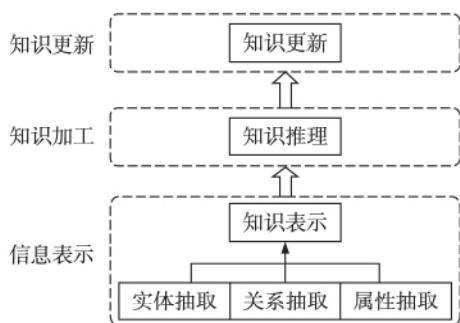 知识更新 知识更新
知识加工 知识推理
知识表示
信息表示
实体抽取 关系抽取 属性抽取